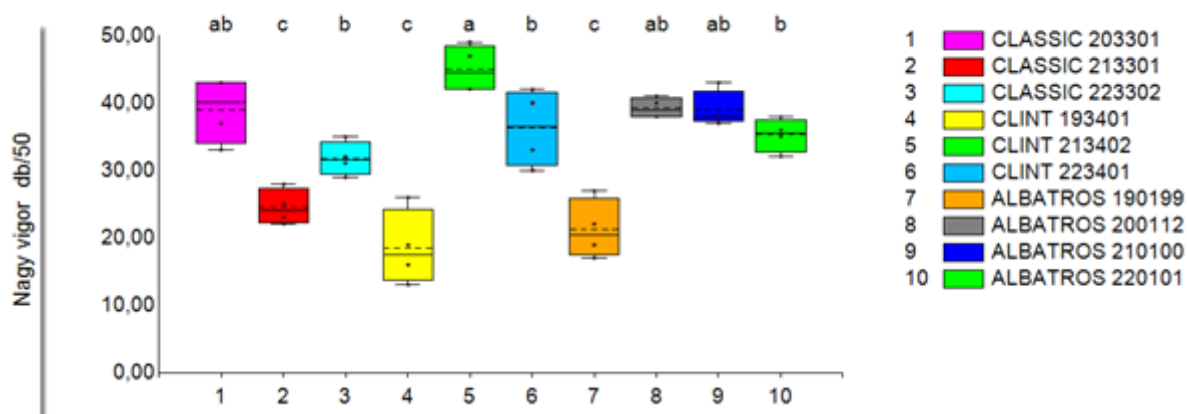 ab c b c a b c ab ab b
Nagy vigor db/50
50,00
40,00
30,00
20,00
10,00
0,00
1 2 3 4 5 6 7 8 9 10
1 CLASSIC 203301
2 CLASSIC 213301
3 CLASSIC 223302
4 CLINT 193401
5 CLINT 213402
6 CLINT 223401
7 ALBATROS 190199
8 ALBATROS 200112
9 ALBATROS 210100
10 ALBATROS 220101